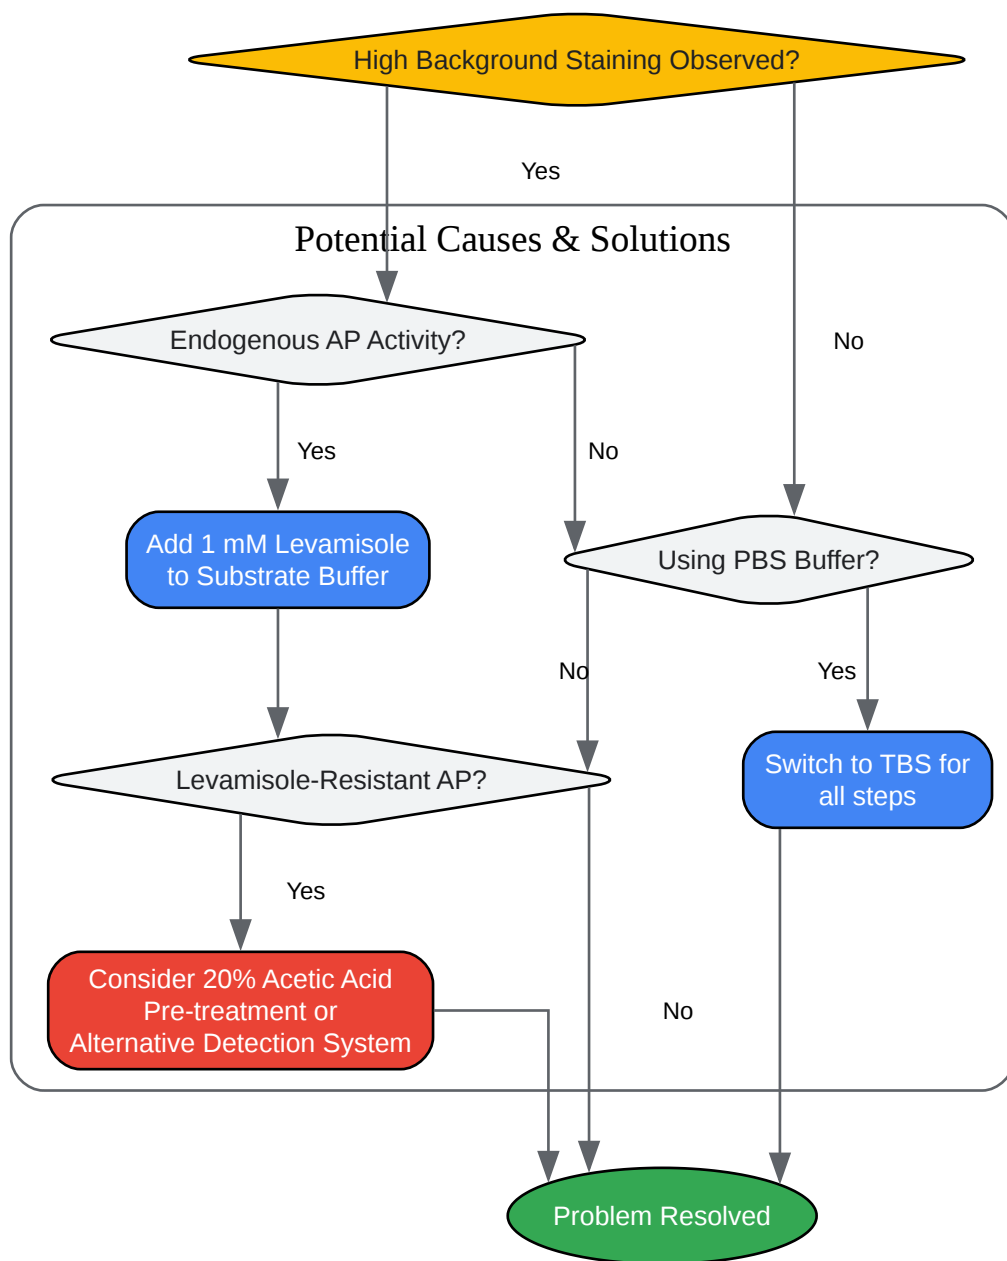 High Background Staining Observed?
Yes
Potential Causes & Solutions
Endogenous AP Activity?
No
Yes
No
Add 1 mM Levamisole
to Substrate Buffer
Using PBS Buffer?
No
Yes
Levamisole-Resistant AP?
Switch to TBS for
all steps
Yes
Consider 20% Acetic Acid
Pre-treatment or
Alternative Detection System
No
Problem Resolved